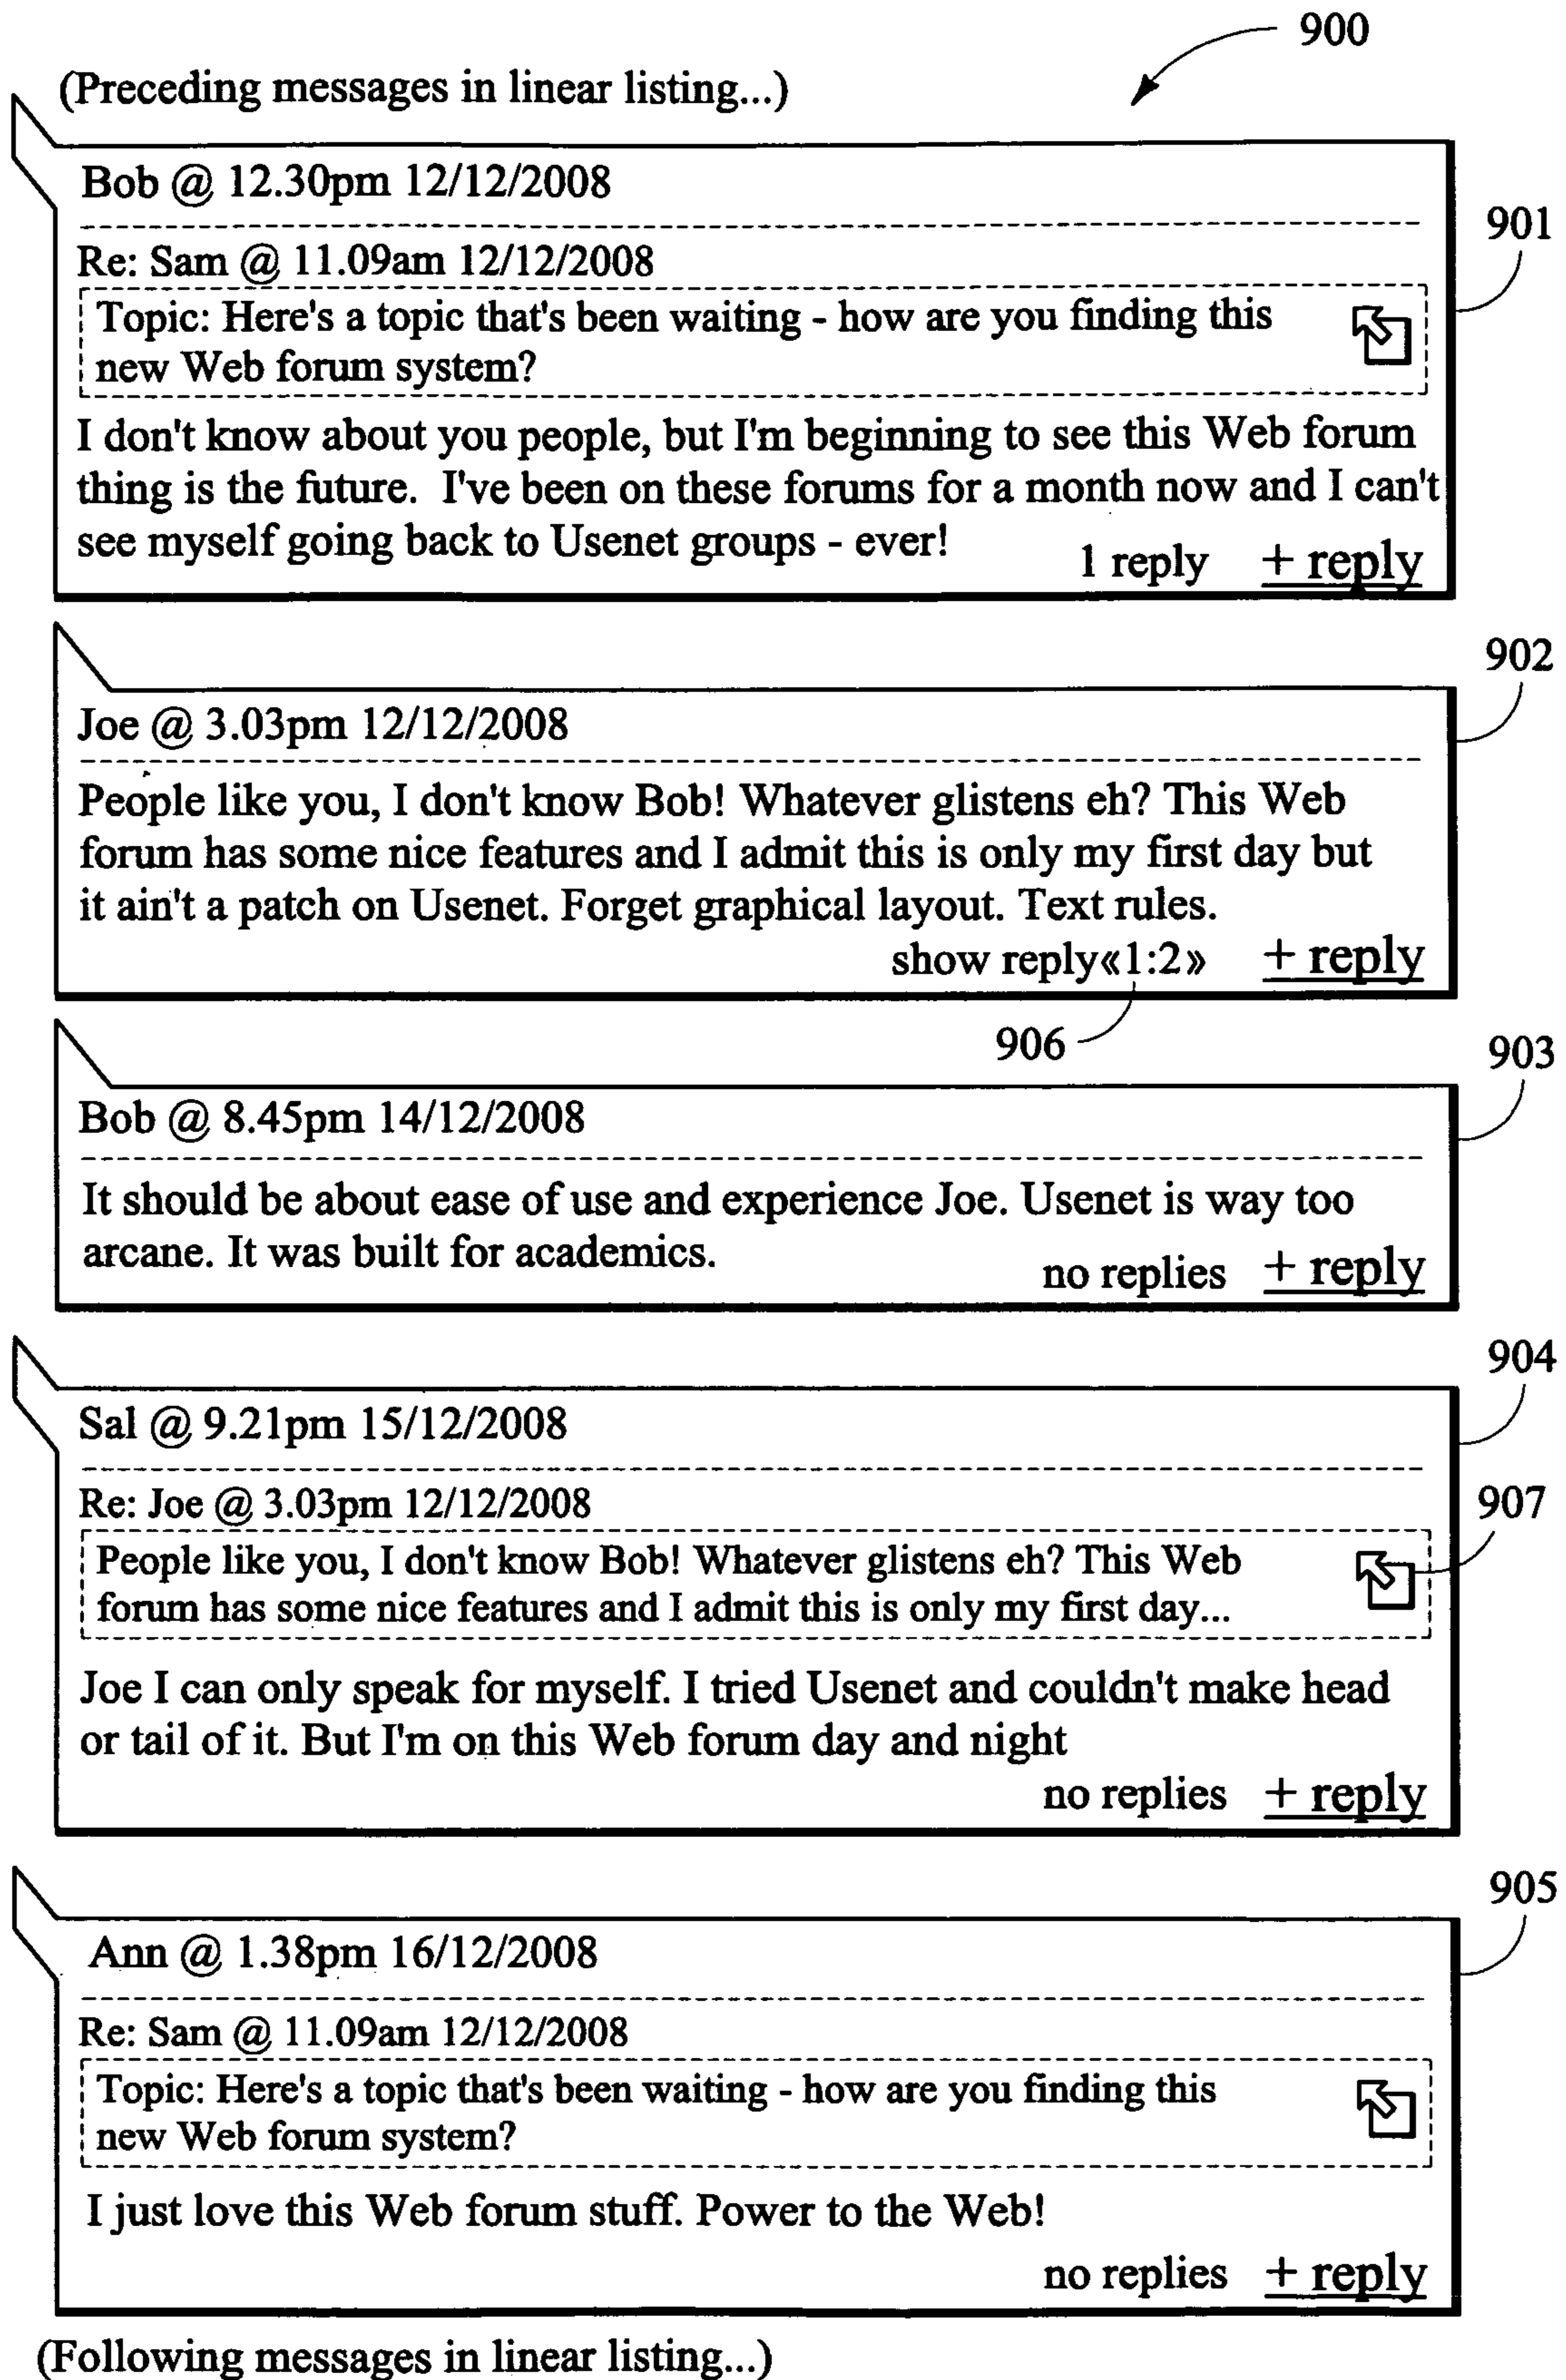 900
(Preceding messages in linear listing...)
Bob @ 12.30pm 12/12/2008
901
Re: Sam @ 11.09am 12/12/2008
Topic: Here's a topic that's been waiting - how are you finding this
new Web forum system?
I don't know about you people, but I'm beginning to see this Web forum
thing is the future.  I've been on these forums for a month now and I can't
see myself going back to Usenet groups - ever!
1 reply + reply
902
Joe @ 3.03pm 12/12/2008
People like you, I don't know Bob! Whatever glistens eh? This Web
forum has some nice features and I admit this is only my first day but
it ain't a patch on Usenet. Forget graphical layout. Text rules.
show reply«1:2» + reply
906
903
Bob @ 8.45pm 14/12/2008
It should be about ease of use and experience Joe. Usenet is way too
arcane. It was built for academics.
no replies + reply
904
Sal @ 9.21pm 15/12/2008
Re: Joe @ 3.03pm 12/12/2008
907
People like you, I don't know Bob! Whatever glistens eh? This Web
forum has some nice features and I admit this is only my first day...
Joe I can only speak for myself. I tried Usenet and couldn't make head
or tail of it. But I'm on this Web forum day and night
no replies + reply
905
Ann @ 1.38pm 16/12/2008
Re: Sam @ 11.09am 12/12/2008
Topic: Here's a topic that's been waiting - how are you finding this
new Web forum system?
I just love this Web forum stuff. Power to the Web!
no replies + reply
(Following messages in linear listing...)